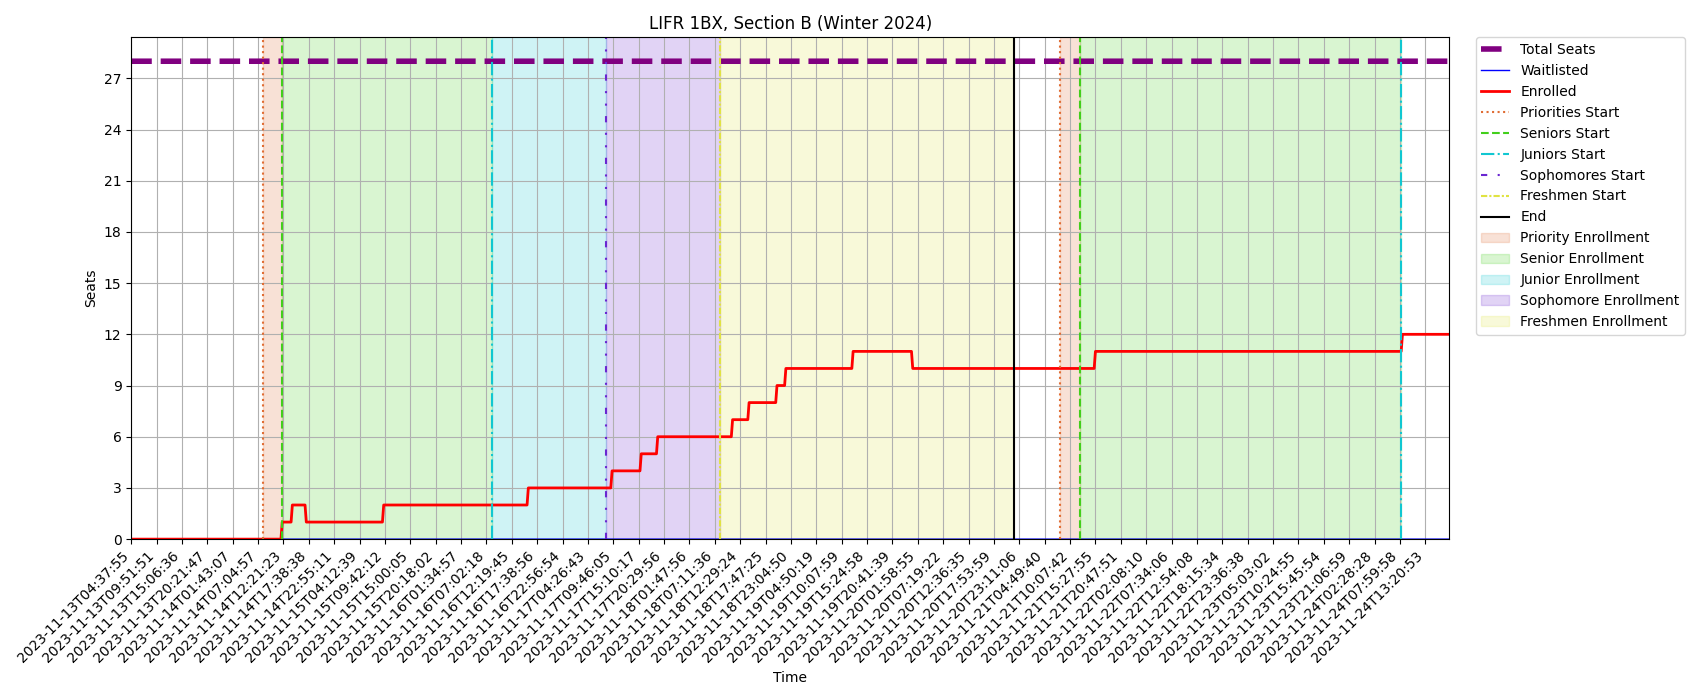 LIFR 1BX, Section B (Winter 2024)
Total Seats
Waitlisted
Enrolled
Priorities Start
Seniors Start
Juniors Start
Sophomores Start
Freshmen Start
End
Priority Enrollment
Senior Enrollment
Junior Enrollment
Sophomore Enrollment
Freshmen Enrollment
Seats
27
24
21
18
15
12
9
6
3
0
2023-11-13T04:37:55
2023-11-13T09:51:51
2023-11-13T15:06:36
2023-11-13T20:21:47
2023-11-14T01:43:07
2023-11-14T07:04:57
2023-11-14T12:21:23
2023-11-14T17:38:38
2023-11-14T22:55:11
2023-11-15T04:12:39
2023-11-15T09:42:12
2023-11-15T15:00:05
2023-11-15T20:18:02
2023-11-16T01:34:57
2023-11-16T07:02:18
2023-11-16T12:19:45
2023-11-16T17:38:56
2023-11-16T22:56:54
2023-11-17T04:26:43
2023-11-17T09:46:05
2023-11-17T15:10:17
2023-11-17T20:29:56
2023-11-18T01:47:56
2023-11-18T07:11:36
2023-11-18T12:29:24
2023-11-18T17:47:25
2023-11-18T23:04:50
2023-11-19T04:50:19
2023-11-19T10:07:59
2023-11-19T15:24:58
2023-11-19T20:41:39
2023-11-20T01:58:55
2023-11-20T07:19:22
2023-11-20T12:36:35
2023-11-20T17:53:59
2023-11-20T23:11:06
2023-11-21T04:49:40
2023-11-21T10:07:42
2023-11-21T15:27:55
2023-11-21T20:47:51
2023-11-22T02:08:10
2023-11-22T07:34:06
2023-11-22T12:54:08
2023-11-22T18:15:34
2023-11-22T23:36:38
2023-11-23T05:03:02
2023-11-23T10:24:55
2023-11-23T15:45:54
2023-11-23T21:06:59
2023-11-24T02:28:28
2023-11-24T07:59:58
2023-11-24T13:20:53
Time